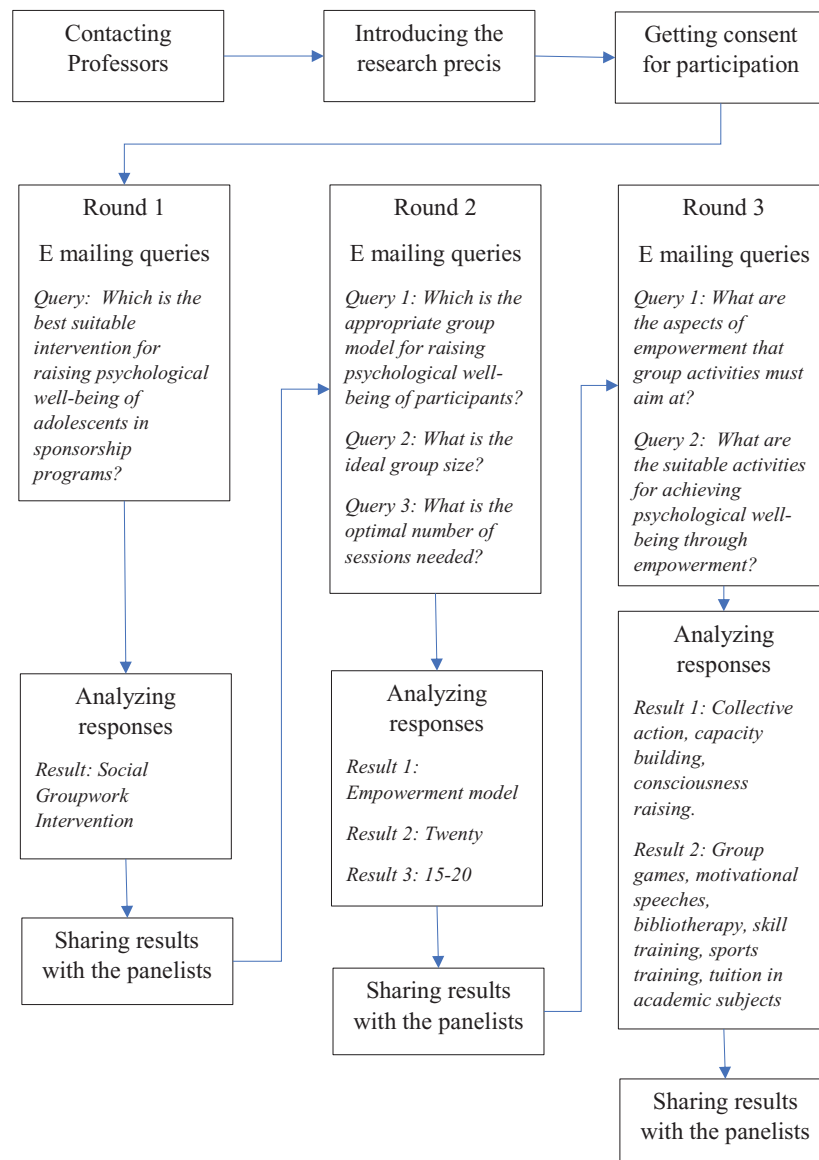 Contacting
Professors
Introducing the
research precis
Getting consent
for participation
Round 1
E mailing queries
Query:  Which is the
best suitable
intervention for
raising psychological
well-being of
adolescents in
sponsorship
programs?
Analyzing
responses
Result: Social
Groupwork
Intervention
Sharing results
with the panelists
Round 2
E mailing queries
Query 1: Which is the
appropriate group
model for raising
psychological well-
being of participants?
Query 2: What is the
ideal group size?
Query 3: What is the
optimal number of
sessions needed?
Analyzing
responses
Result 1:
Empowerment model
Result 2: Twenty
Result 3: 15-20
Sharing results
with the panelists
Round 3
E mailing queries
Query 1: What are
the aspects of
empowerment that
group activities must
aim at?
Query 2:  What are
the suitable activities
for achieving
psychological well-
being through
empowerment?
Analyzing
responses
Result 1: Collective
action, capacity
building,
consciousness
raising.
Result 2: Group
games, motivational
speeches,
bibliotherapy, skill
training, sports
training, tuition in
academic subjects
Sharing results
with the panelists